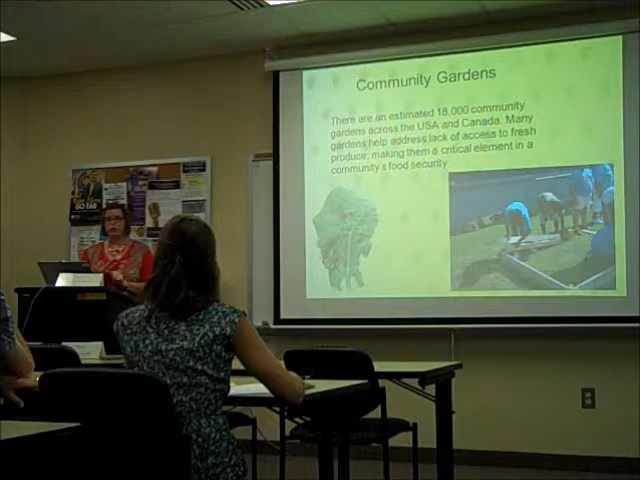 Community Gardens
There are an estimated 18,000 community
gardens across the USA and Canada. Many
gardens help address lack of access to fresh
produce, making them a critical element in a
community's food security